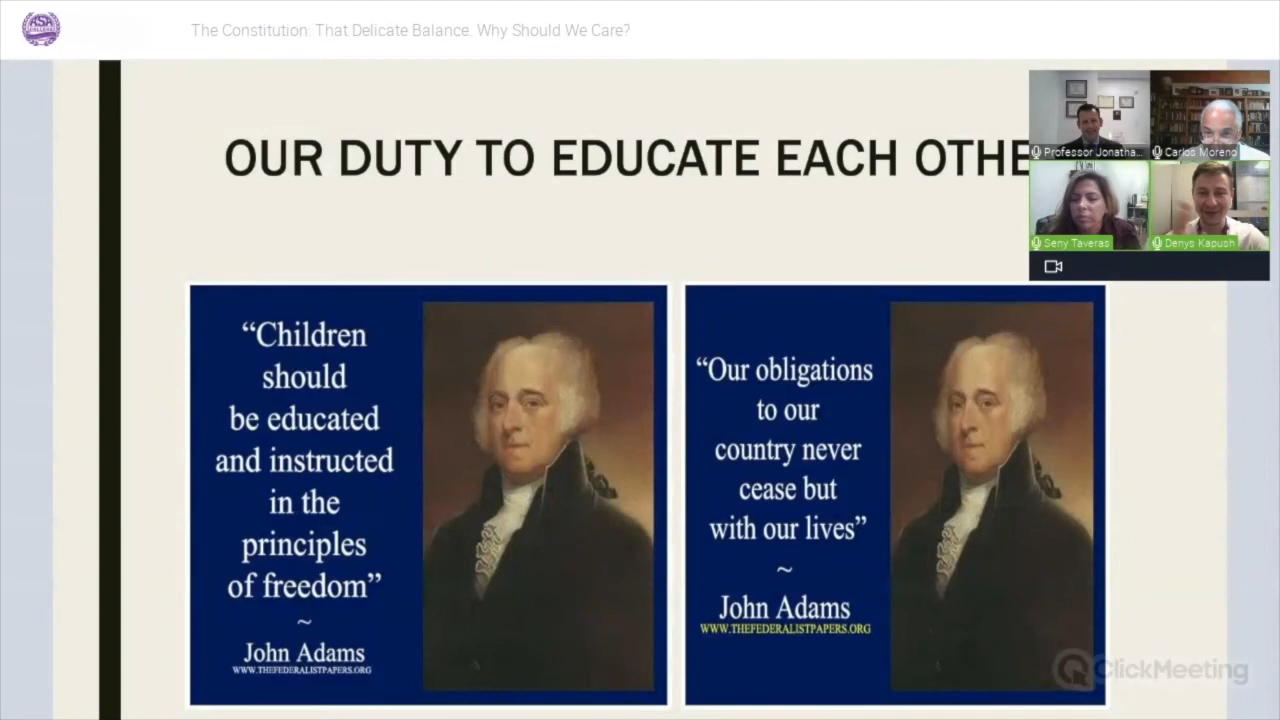 The Constitution: That Delicate Balance. Why Should We Care?
OUR DUTY TO EDUCATE EACH OTHE
Professor Jonatha...
Carlos Moreno
Seny Taveras
Denys Kapush
“Children
should
be educated
and instructed
in the
principles
of freedom”
~
John Adams
WWW.THEFEDERALISTPAPERS.ORG
“Our obligations
to our
country never
cease but
with our lives”
~
John Adams
WWW.THEFEDERALISTPAPERS.ORG
ClickMeeting